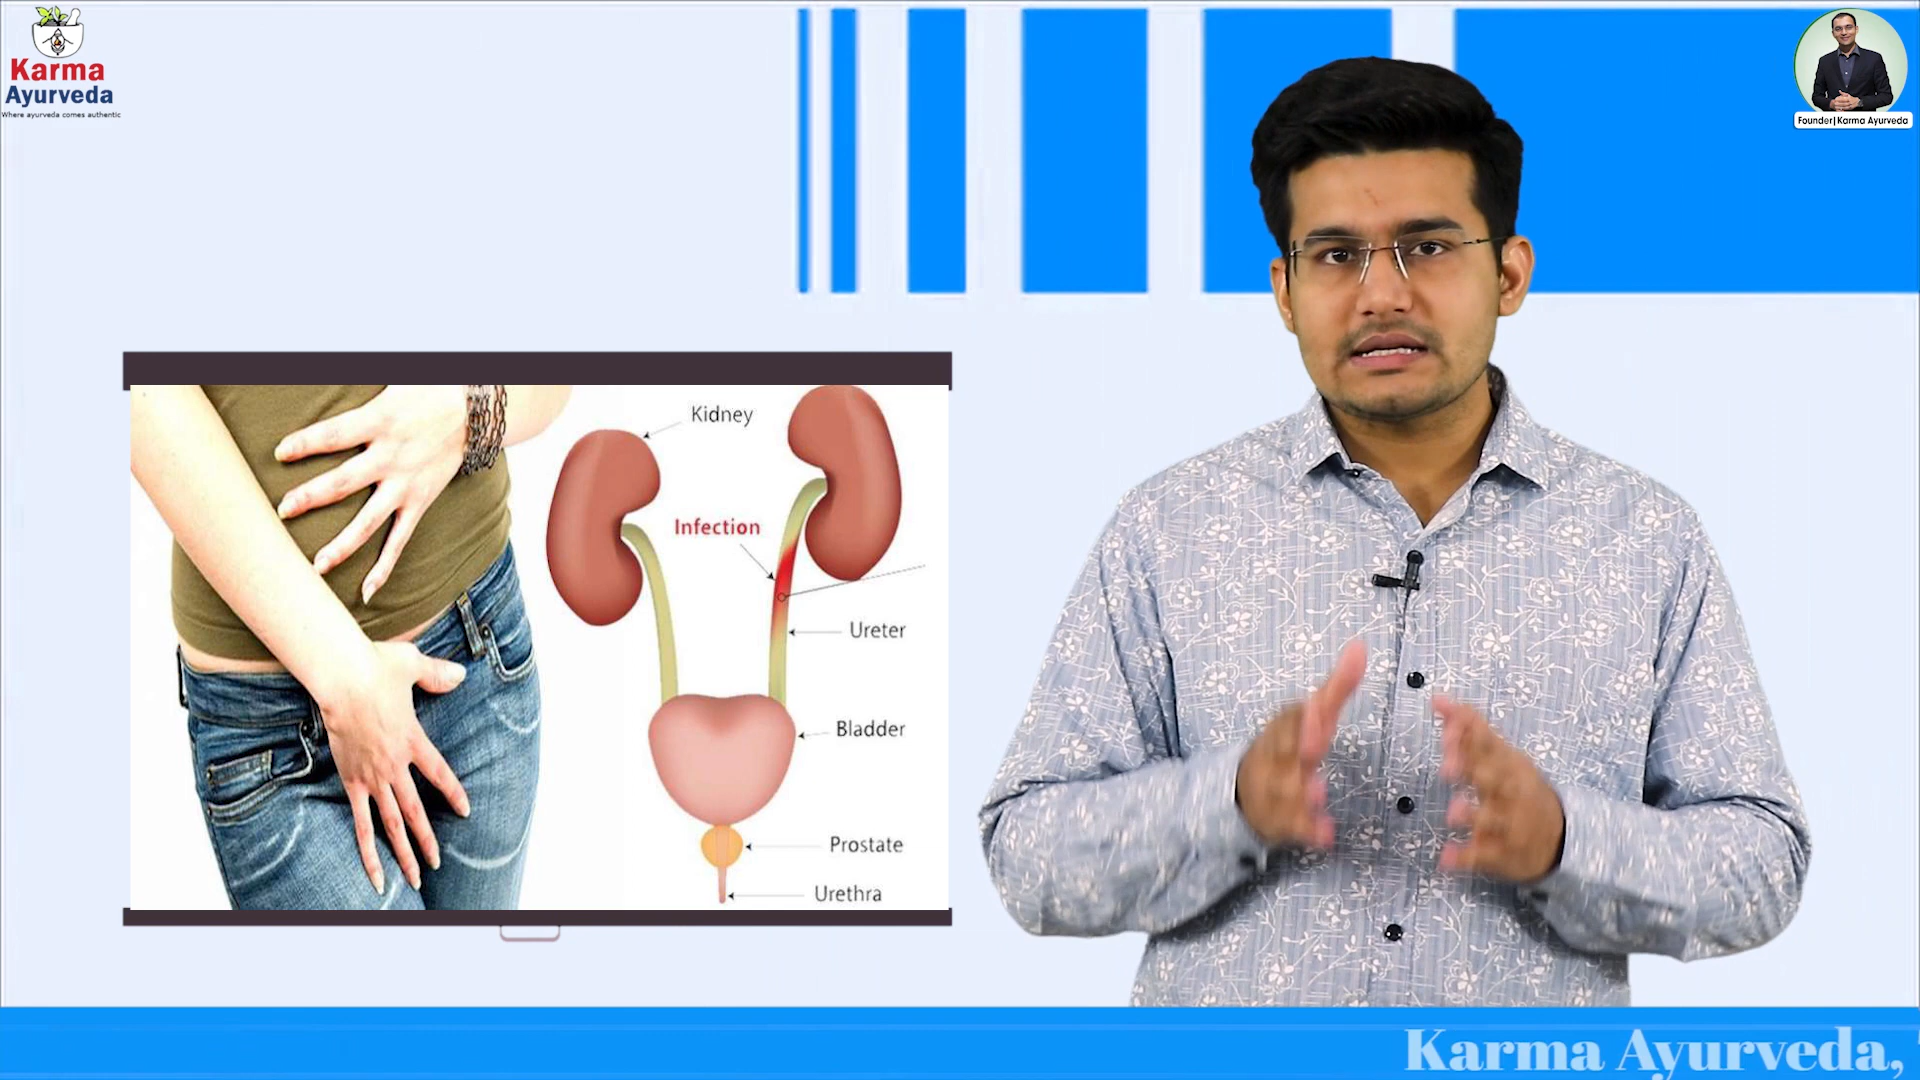 Karma
Ayurveda
Where ayurveda comes authentic
Founder|Karma Ayurveda
Kidney
Infection
Ureter
Bladder
Prostate
Urethra
Karma Ayurveda,